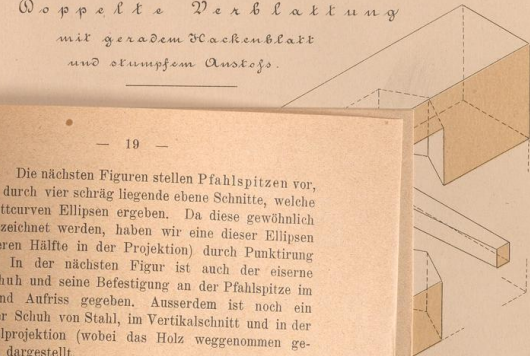 Doppelte Verblattung
mit geradem Hackenblatt
und stumpfem Anstofs.
— 19 —
Die nächsten Figuren stellen Pfahlspitzen vor,
durch vier schräg liegende ebene Schnitte, welche
ttcurven Ellipsen ergeben. Da diese gewöhnlich
zeichnet werden, haben wir eine dieser Ellipsen
eren Hälfte in der Projektion) durch Punktirung
In der nächsten Figur ist auch der eiserne
huh und seine Befestigung an der Pfahlspitze im
nd Aufriss gegeben. Ausserdem ist noch ein
r Schuh von Stahl, im Vertikalschnitt und in der
lprojektion (wobei das Holz weggenommen ge-
dargestellt